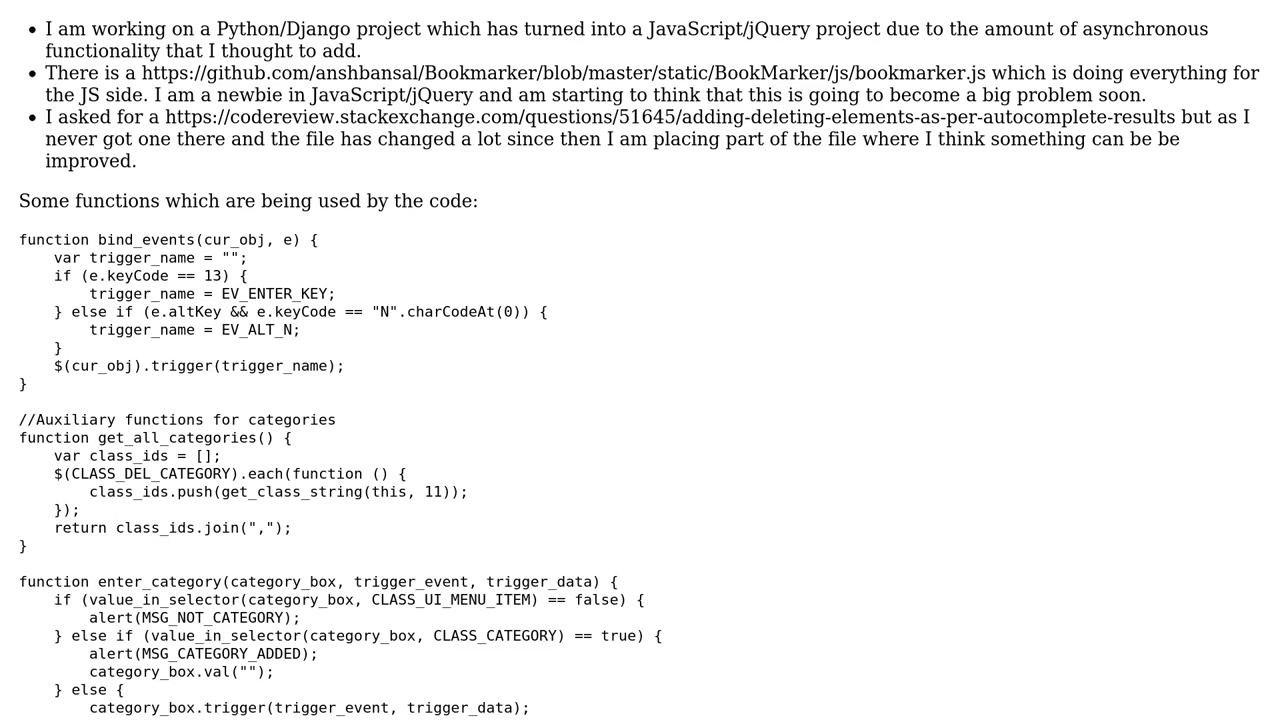 • I am working on a Python/Django project which has turned into a JavaScript/jQuery project due to the amount of asynchronous
functionality that I thought to add.
• There is a https://github.com/anshbansal/Bookmarker/blob/master/static/BookMarker/js/bookmarker.js which is doing everything for
the JS side. I am a newbie in JavaScript/jQuery and am starting to think that this is going to become a big problem soon.
• I asked for a https://codereview.stackexchange.com/questions/51645/adding-deleting-elements-as-per-autocomplete-results but as I
never got one there and the file has changed a lot since then I am placing part of the file where I think something can be be
improved.
Some functions which are being used by the code:
function bind_events(cur_obj, e) {
    var trigger_name = "";
    if (e.keyCode == 13) {
        trigger_name = EV_ENTER_KEY;
    } else if (e.altKey && e.keyCode == "N".charCodeAt(0)) {
        trigger_name = EV_ALT_N;
    }
    $(cur_obj).trigger(trigger_name);
}
//Auxiliary functions for categories
function get_all_categories() {
    var class_ids = [];
    $(CLASS_DEL_CATEGORY).each(function () {
        class_ids.push(get_class_string(this, 11));
    });
    return class_ids.join(",");
}
function enter_category(category_box, trigger_event, trigger_data) {
    if (value_in_selector(category_box, CLASS_UI_MENU_ITEM) == false) {
        alert(MSG_NOT_CATEGORY);
    } else if (value_in_selector(category_box, CLASS_CATEGORY) == true) {
        alert(MSG_CATEGORY_ADDED);
        category_box.val("");
    } else {
        category_box.trigger(trigger_event, trigger_data);